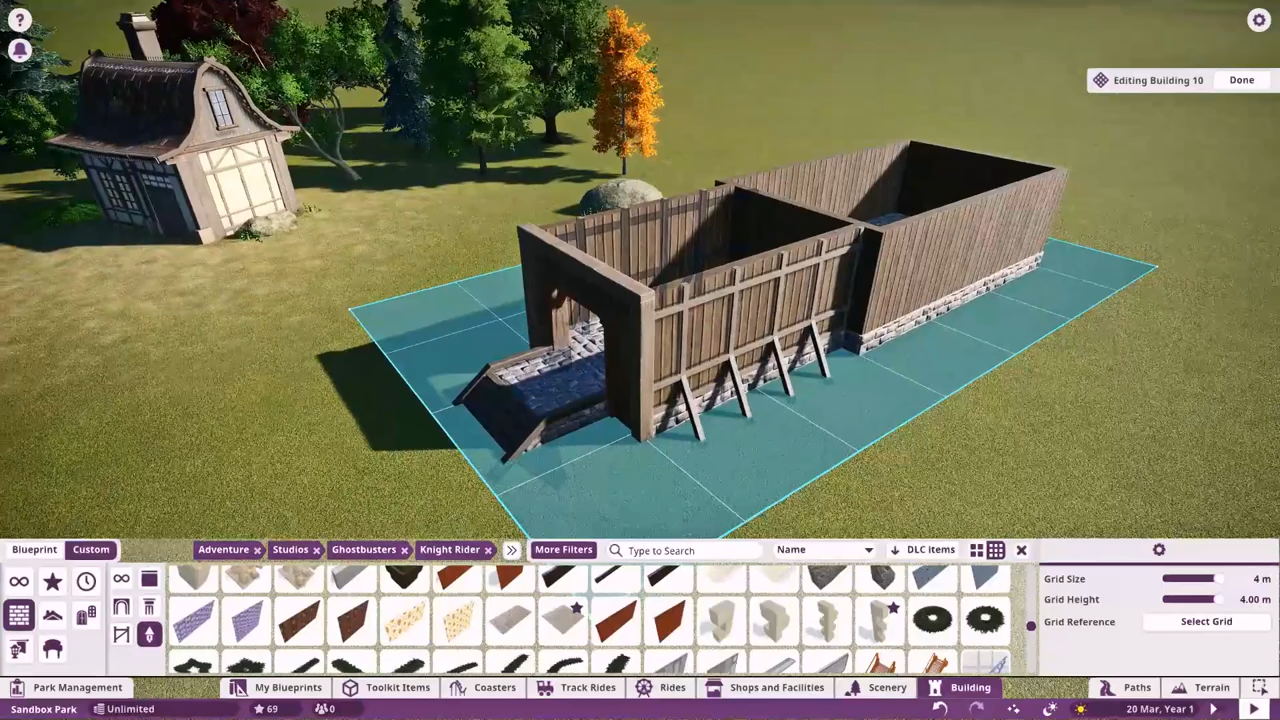 ?
Editing Building 10 Done
Blueprint Custom Adventure × Studios × Ghostbusters × Knight Rider × » More Filters Type to Search Name DLC Items
Grid Size 4 m
Grid Height 4.00 m
Grid Reference Select Grid
Park Management My Blueprints Toolkit Items Coasters Track Rides Rides Shops and Facilities Scenery Building Paths Terrain
Sandbox Park Unlimited 69 0 20 Mar, Year 1